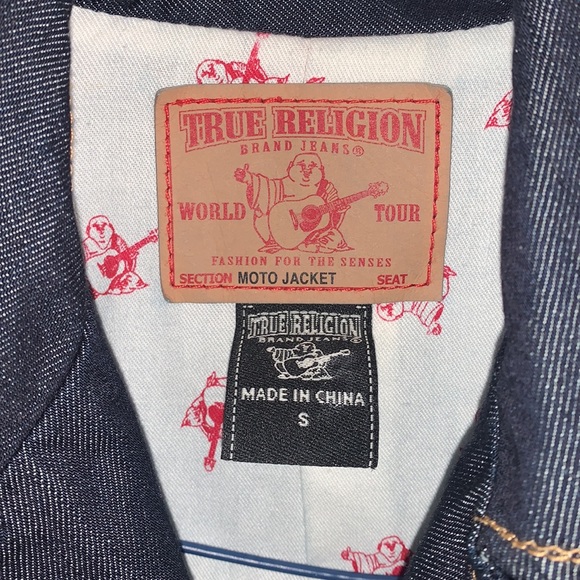 TRUE RELIGION
BRAND JEANS®
WORLD TOUR
FASHION FOR THE SENSES
SECTION MOTO JACKET SEAT
TRUE RELIGION
BRAND JEANS®
MADE IN CHINA
S